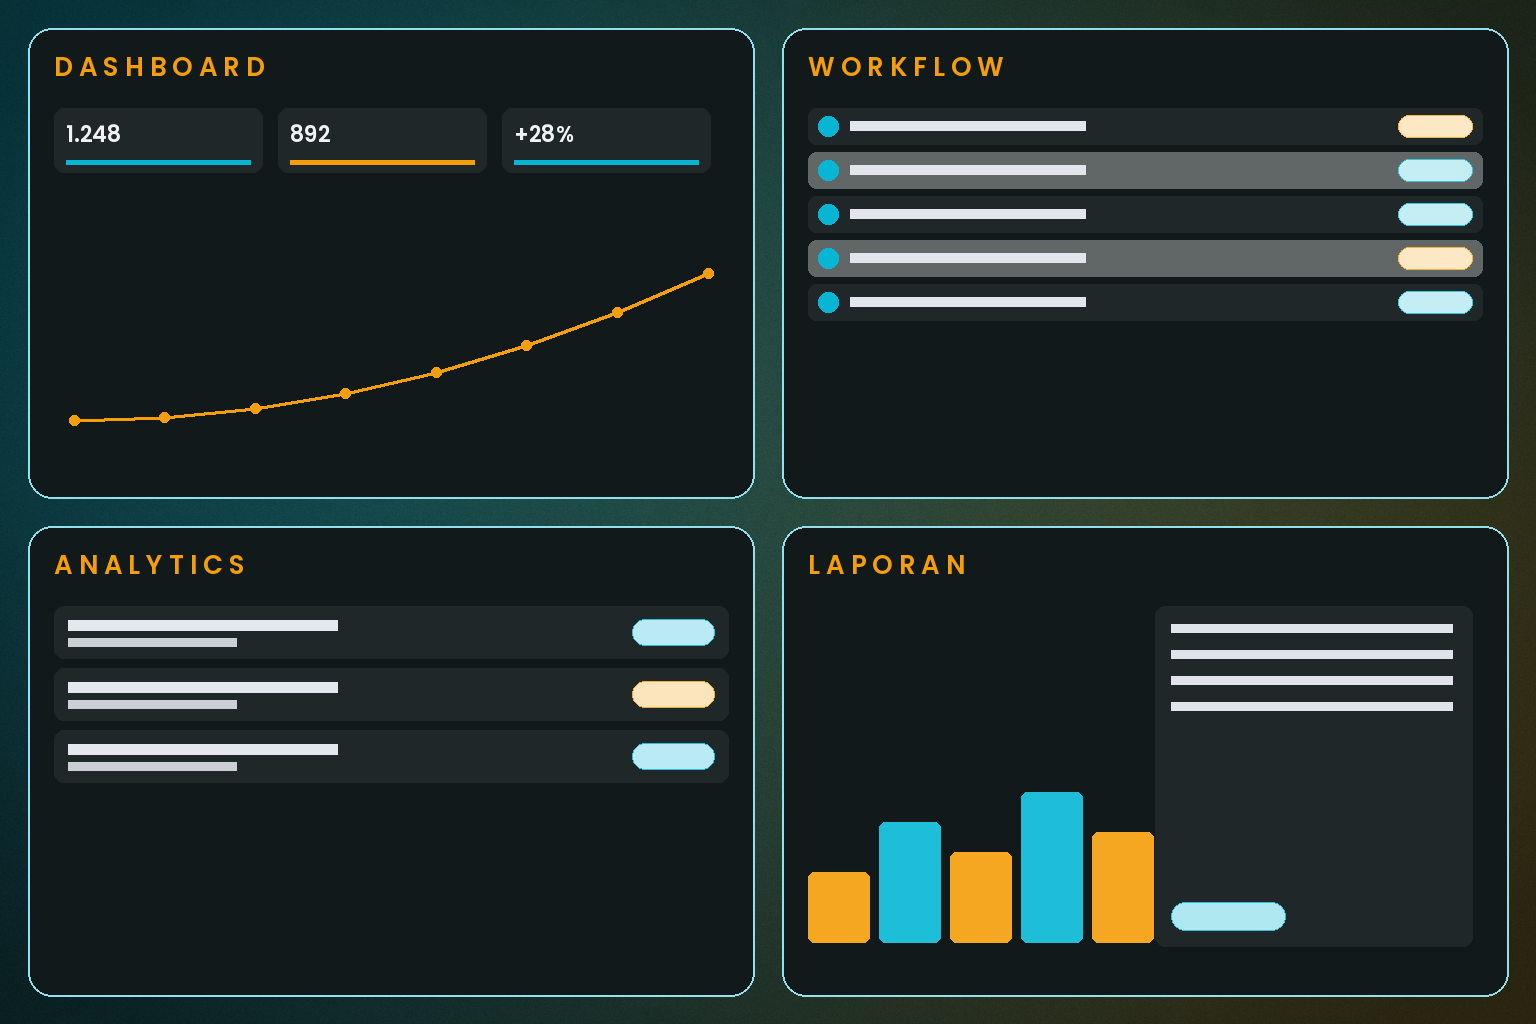 DASHBOARD
1.248
892
+28%
WORKFLOW
ANALYTICS
LAPORAN